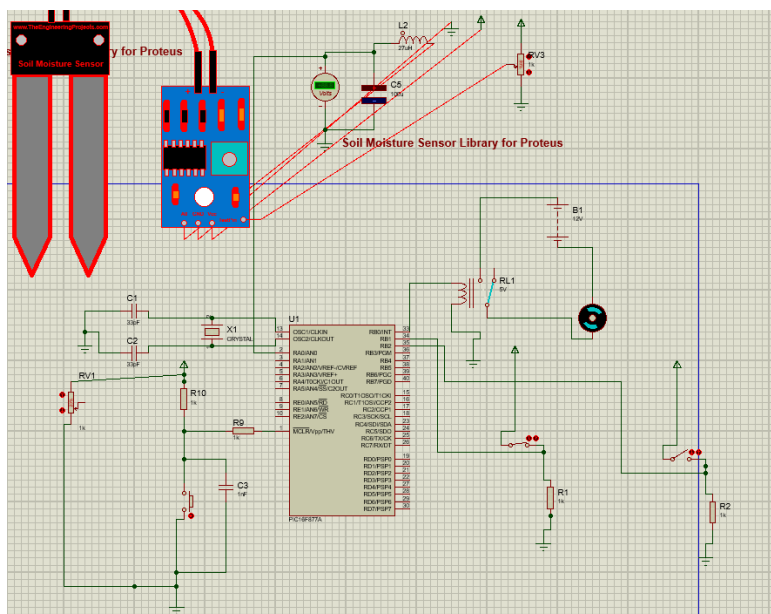 www.TheEngineeringProjects.com
Soil Moisture Sensor
ry for Proteus
L2
27uH
RV3
1k
C5
Volts
Soil Moisture Sensor Library for Proteus
B1
12V
RL1
5V
C1
33pF
X1
CRYSTAL
C2
33pF
RV1
1k
R10
1k
R9
1k
C3
1nF
U1
13 OSC1/CLKIN
14 OSC2/CLKOUT
2 RA0/AN0
3 RA1/AN1
4 RA2/AN2/VREF-/CVREF
5 RA3/AN3/VREF+
6 RA4/T0CKI/C1OUT
7 RA5/AN4/SS/C2OUT
8 RE0/AN5/RD
9 RE1/AN6/WR
10 RE2/AN7/CS
1 MCLR/Vpp/THV
RB0/INT 33
RB1 34
RB2 35
RB3/PGM 36
RB4 37
RB5 38
RB6/PGC 39
RB7/PGD 40
RC0/T1OSO/T1CKI 15
RC1/T1OSI/CCP2 16
RC2/CCP1 17
RC3/SCK/SCL 18
RC4/SDI/SDA 23
RC5/SDO 24
RC6/TX/CK 25
RC7/RX/DT 26
RD0/PSP0 19
RD1/PSP1 20
RD2/PSP2 21
RD3/PSP3 22
RD4/PSP4 27
RD5/PSP5 28
RD6/PSP6 29
RD7/PSP7 30
PIC16F877A
R1
1k
R2
1k